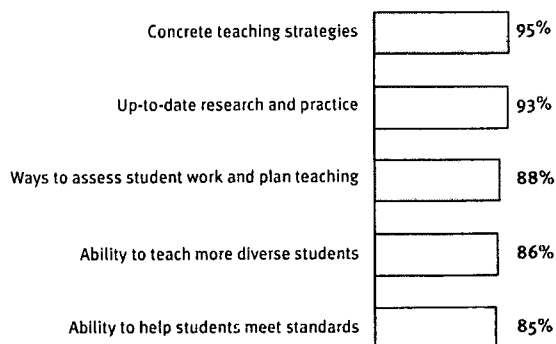 Concrete teaching strategies 95%
Up-to-date research and practice 93%
Ways to assess student work and plan teaching 88%
Ability to teach more diverse students 86%
Ability to help students meet standards 85%